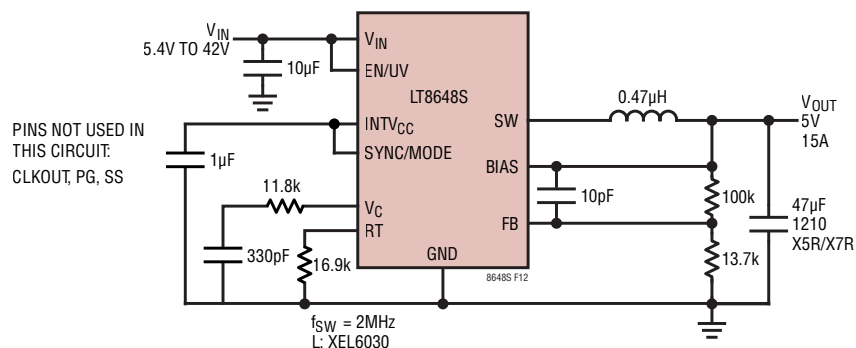 VIN
5.4V TO 42V
10µF
VIN
EN/UV
LT8648S
INTVCC
SYNC/MODE
SW
0.47µH
VOUT
5V
15A
PINS NOT USED IN
THIS CIRCUIT:
CLKOUT, PG, SS
1µF
11.8k
VC
RT
BIAS
10pF
FB
100k
47µF
1210
X5R/X7R
330pF
16.9k
GND
13.7k
8648S F12
fSW = 2MHz
L: XEL6030